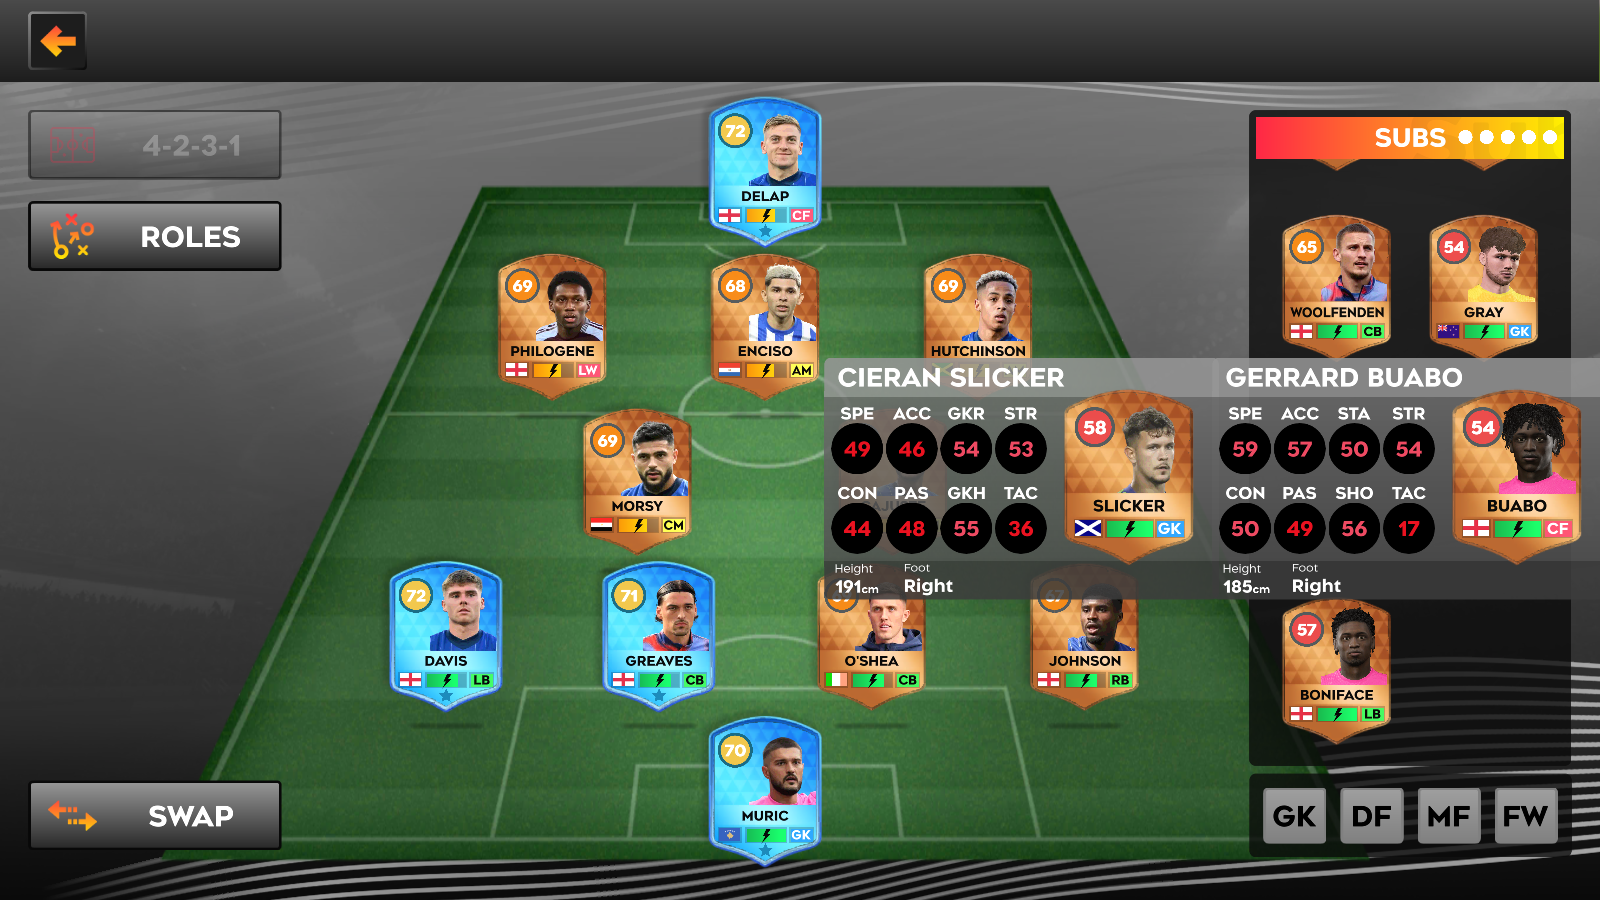 4-2-3-1
ROLES
SWAP
72
DELAP
CF
69
PHILOGENE
LW
68
ENCISO
AM
69
HUTCHINSON
69
MORSY
CM
72
DAVIS
LB
71
GREAVES
CB
O'SHEA
CB
67
JOHNSON
RB
70
MURIC
GK
SUBS
65
WOOLFENDEN
CB
54
GRAY
GK
CIERAN SLICKER
SPE ACC GKR STR
49 46 54 53
CON PAS GKH TAC
44 48 55 36
Height Foot
191cm Right
58
SLICKER
GK
GERRARD BUABO
SPE ACC STA STR
59 57 50 54
CON PAS SHO TAC
50 49 56 17
Height Foot
185cm Right
54
BUABO
CF
57
BONIFACE
LB
GK DF MF FW